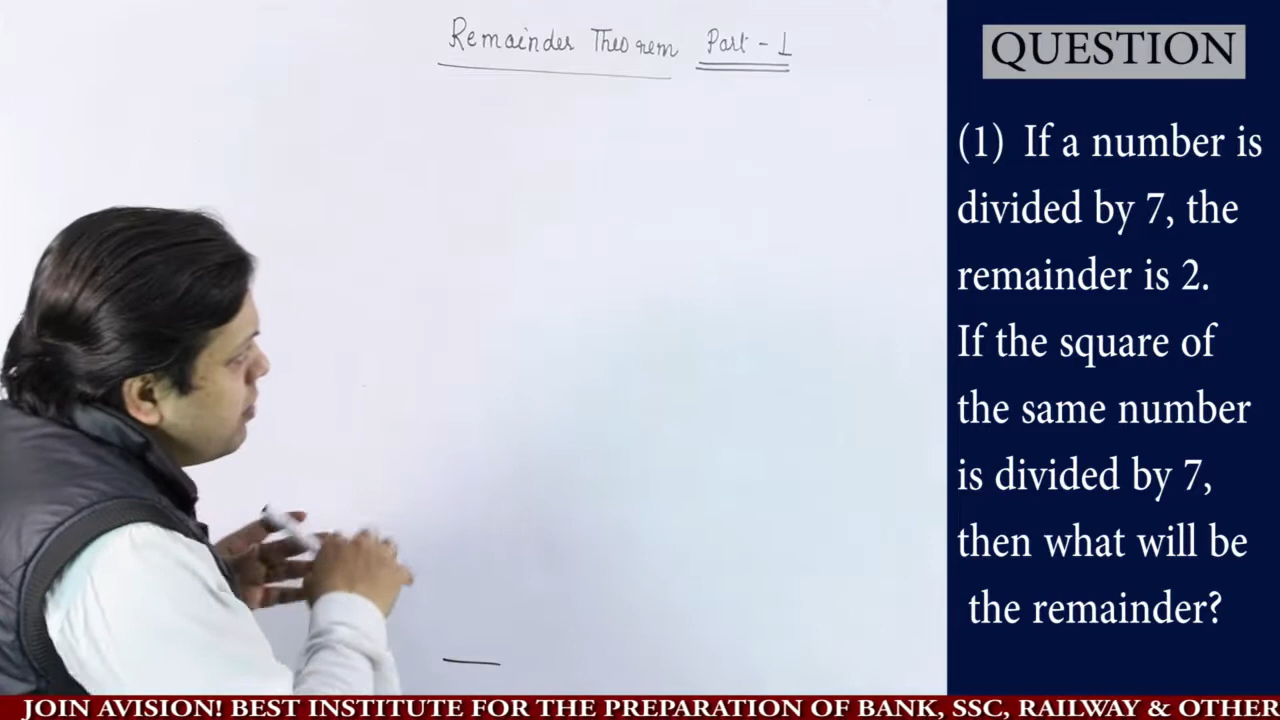 Remainder Theorem Part - 1
QUESTION
(1) If a number is
divided by 7, the
remainder is 2.
If the square of
the same number
is divided by 7,
then what will be
the remainder?
JOIN AVISION! BEST INSTITUTE FOR THE PREPARATION OF BANK, SSC, RAILWAY & OTHER